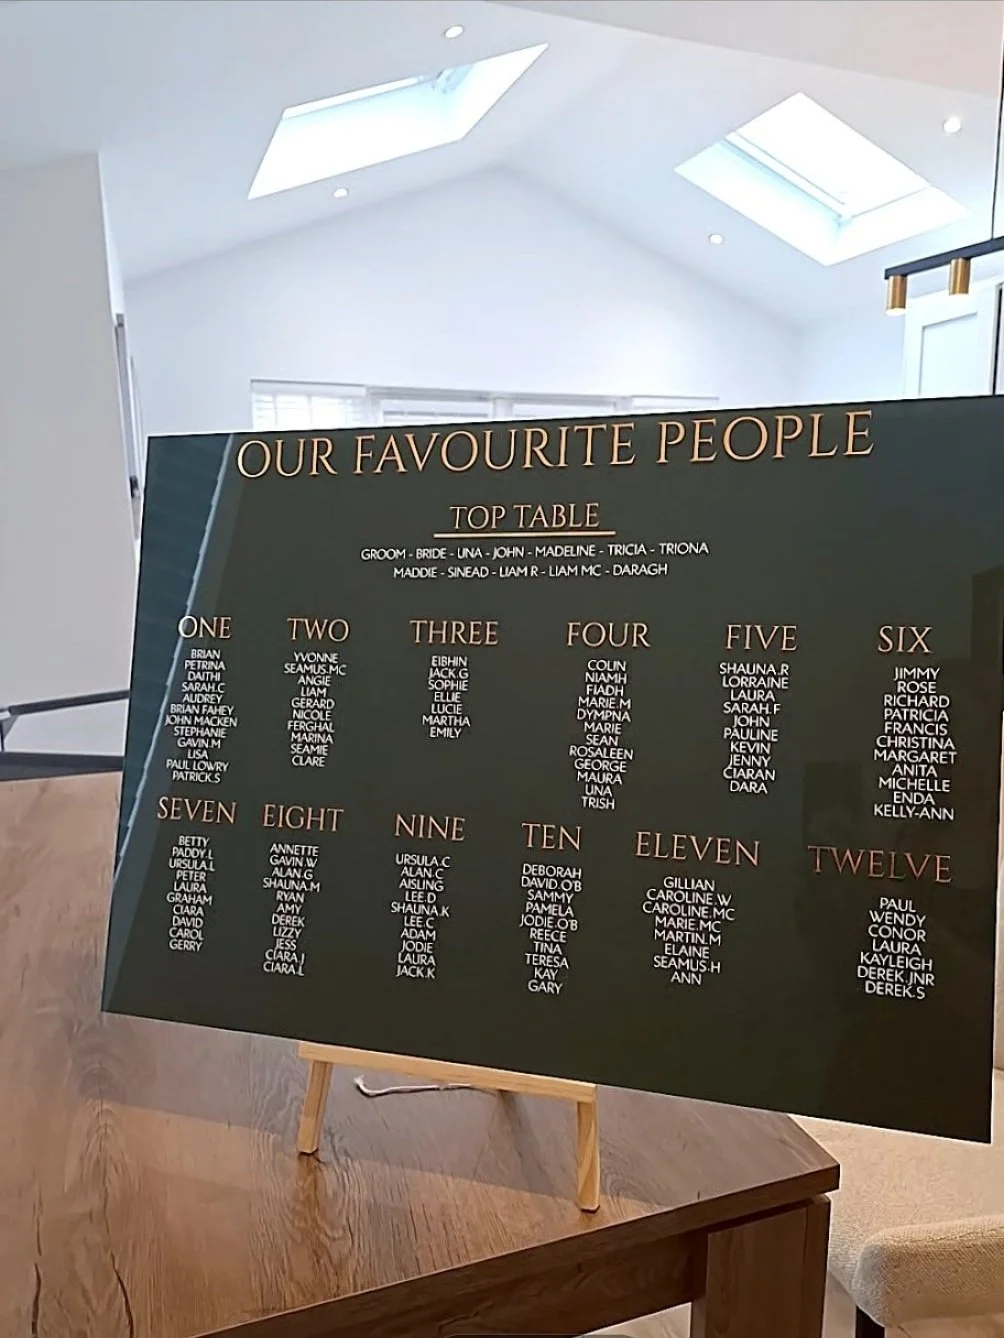 OUR FAVOURITE PEOPLE
TOP TABLE
GROOM - BRIDE - UNA - JOHN - MADELINE - TRICIA - TRIONA
MADDIE - SINEAD - LIAM R - LIAM MC - DARAGH
ONE
BRIAN
PETRINA
DAITHI
SARAH.C
AUDREY
BRIAN FAHEY
JOHN MACKEN
STEPHANIE
GAVIN.M
LISA
PAUL LOWRY
PATRICK.S
TWO
YVONNE
SEAMUS.MC
ANGIE
LIAM
GERARD
NICOLE
FERGHAL
MARINA
SEAMIE
CLARE
THREE
EIBHIN
JACK.G
SOPHIE
ELLIE
LUCIE
MARTHA
EMILY
FOUR
COLIN
NIAMH
FIADH
MARIE.M
DYMPNA
MARIE
SEAN
ROSALEEN
GEORGE
MAURA
UNA
TRISH
FIVE
SHAUNA.R
LORRAINE
LAURA
SARAH.F
JOHN
PAULINE
KEVIN
JENNY
CIARAN
DARA
SIX
JIMMY
ROSE
RICHARD
PATRICIA
FRANCIS
CHRISTINA
MARGARET
ANITA
MICHELLE
ENDA
KELLY-ANN
SEVEN
BETTY
PADDY.L
URSULA.L
PETER
LAURA
GRAHAM
CIARA
DAVID
CAROL
GERRY
EIGHT
ANNETTE
GAVIN.W
ALAN.G
SHAUNA.M
RYAN
AMY
DEREK
LIZZY
JESS
CIARA.J
CIARA.L
NINE
URSULA.C
ALAN.C
AISLING
LEE.D
SHAUNA.K
LEE.C
ADAM
JODIE
LAURA
JACK.K
TEN
DEBORAH
DAVID.O'B
SAMMY
PAMELA
JODIE.O'B
REECE
TINA
TERESA
KAY
GARY
ELEVEN
GILLIAN
CAROLINE.W
CAROLINE.MC
MARIE.MC
MARTIN.M
ELAINE
SEAMUS.H
ANN
TWELVE
PAUL
WENDY
CONOR
LAURA
KAYLEIGH
DEREK.JNR
DEREK.S